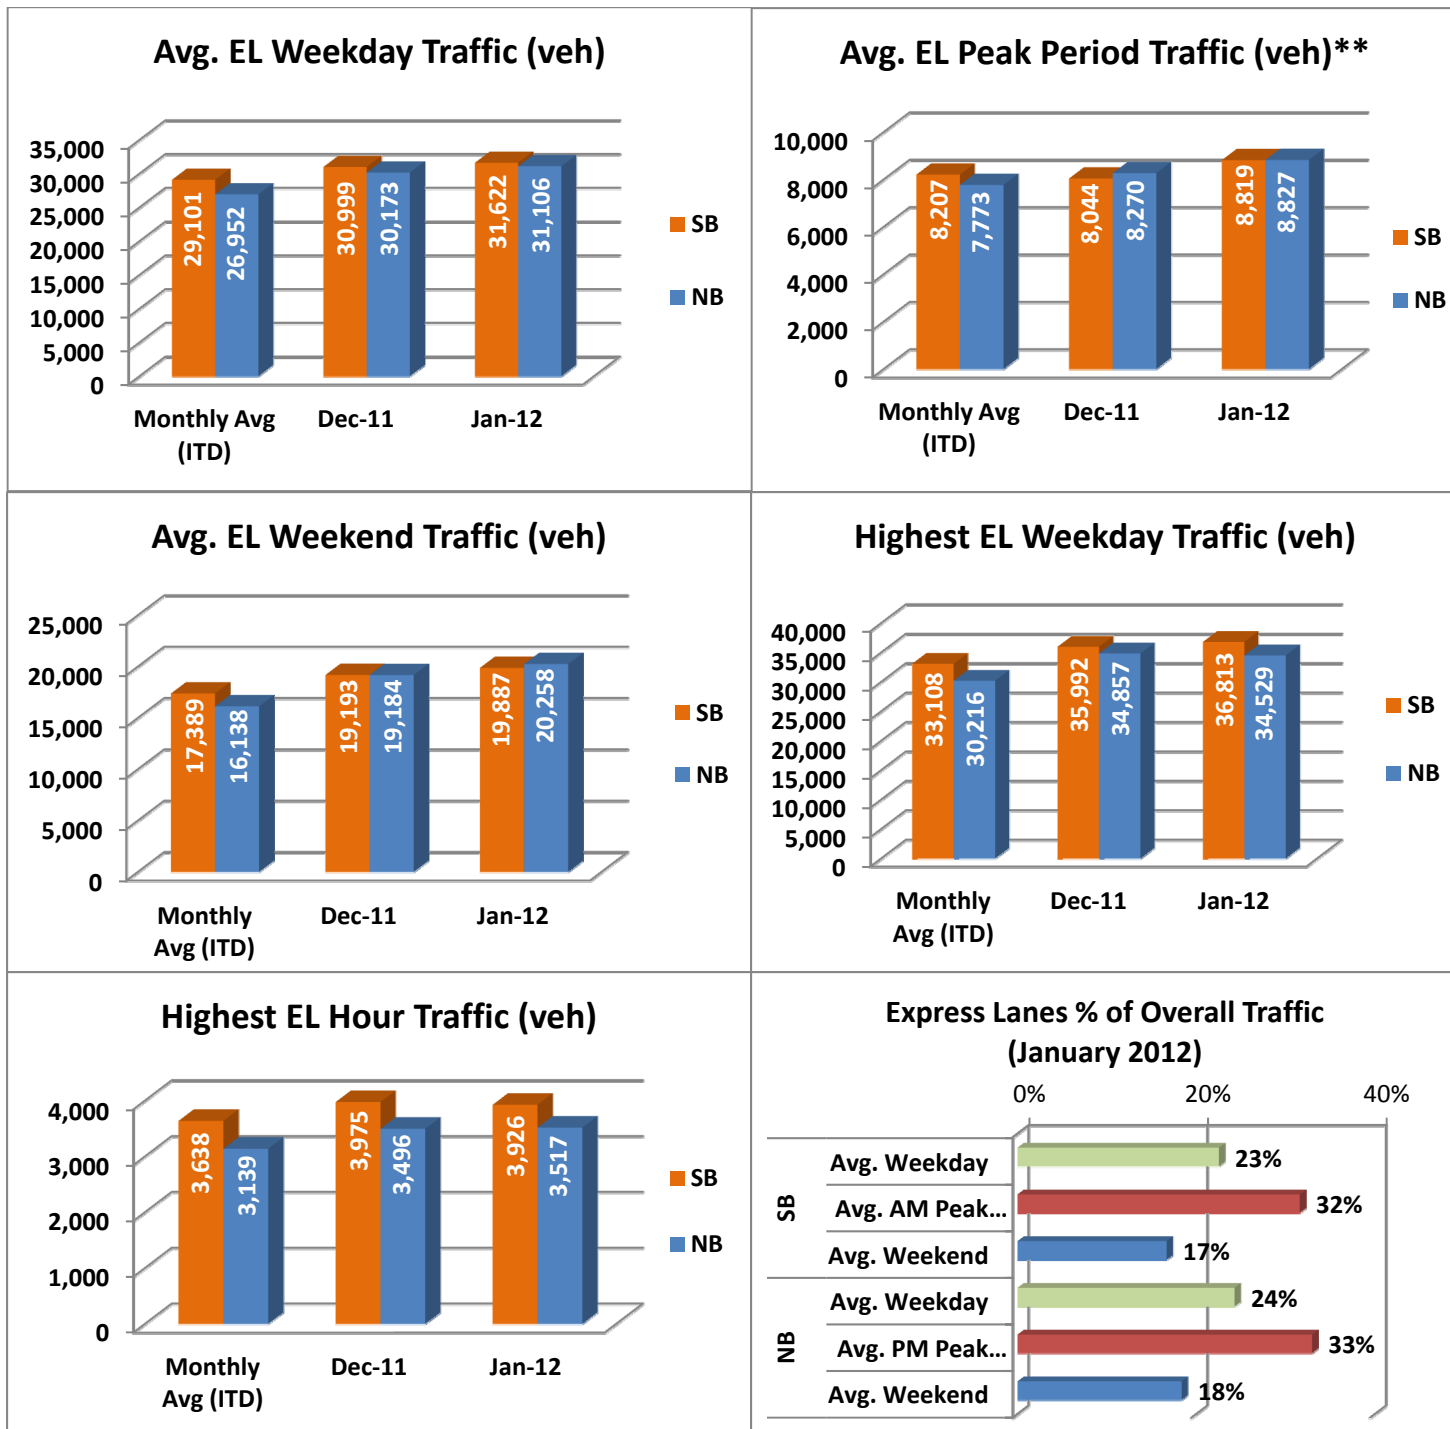 Avg. EL Weekday Traffic (veh)
35,000
30,000
25,000
20,000
15,000
10,000
5,000
0
29,101
26,952
30,999
30,173
31,622
31,106
SB
NB
Monthly Avg
(ITD)
Dec-11
Jan-12
Avg. EL Peak Period Traffic (veh)**
10,000
8,000
6,000
4,000
2,000
0
8,207
7,773
8,044
8,270
8,819
8,827
SB
NB
Monthly Avg
(ITD)
Dec-11
Jan-12
Avg. EL Weekend Traffic (veh)
25,000
20,000
15,000
10,000
5,000
0
17,389
16,138
19,193
19,184
19,887
20,258
SB
NB
Monthly
Avg (ITD)
Dec-11
Jan-12
Highest EL Weekday Traffic (veh)
40,000
35,000
30,000
25,000
20,000
15,000
10,000
5,000
0
33,108
30,216
35,992
34,857
36,813
34,529
SB
NB
Monthly
Avg (ITD)
Dec-11
Jan-12
Highest EL Hour Traffic (veh)
4,000
3,000
2,000
1,000
0
3,638
3,139
3,975
3,496
3,926
3,517
SB
NB
Monthly
Avg (ITD)
Dec-11
Jan-12
Express Lanes % of Overall Traffic
(January 2012)
0% 20% 40%
SB
Avg. Weekday 23%
Avg. AM Peak... 32%
Avg. Weekend 17%
NB
Avg. Weekday 24%
Avg. PM Peak... 33%
Avg. Weekend 18%